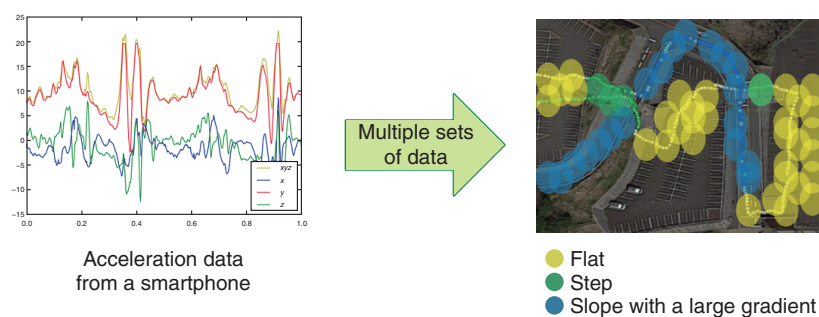 25
20
15
10
5
0
−5
−10
−15
0.0 0.2 0.4 0.6 0.8 1.0
xyz
x
y
z
Acceleration data
from a smartphone
Multiple sets
of data
Flat
Step
Slope with a large gradient